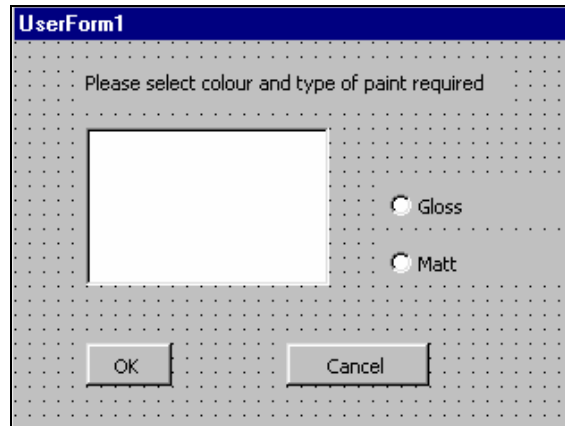 UserForm1
Please select colour and type of paint required
Gloss
Matt
OK
Cancel